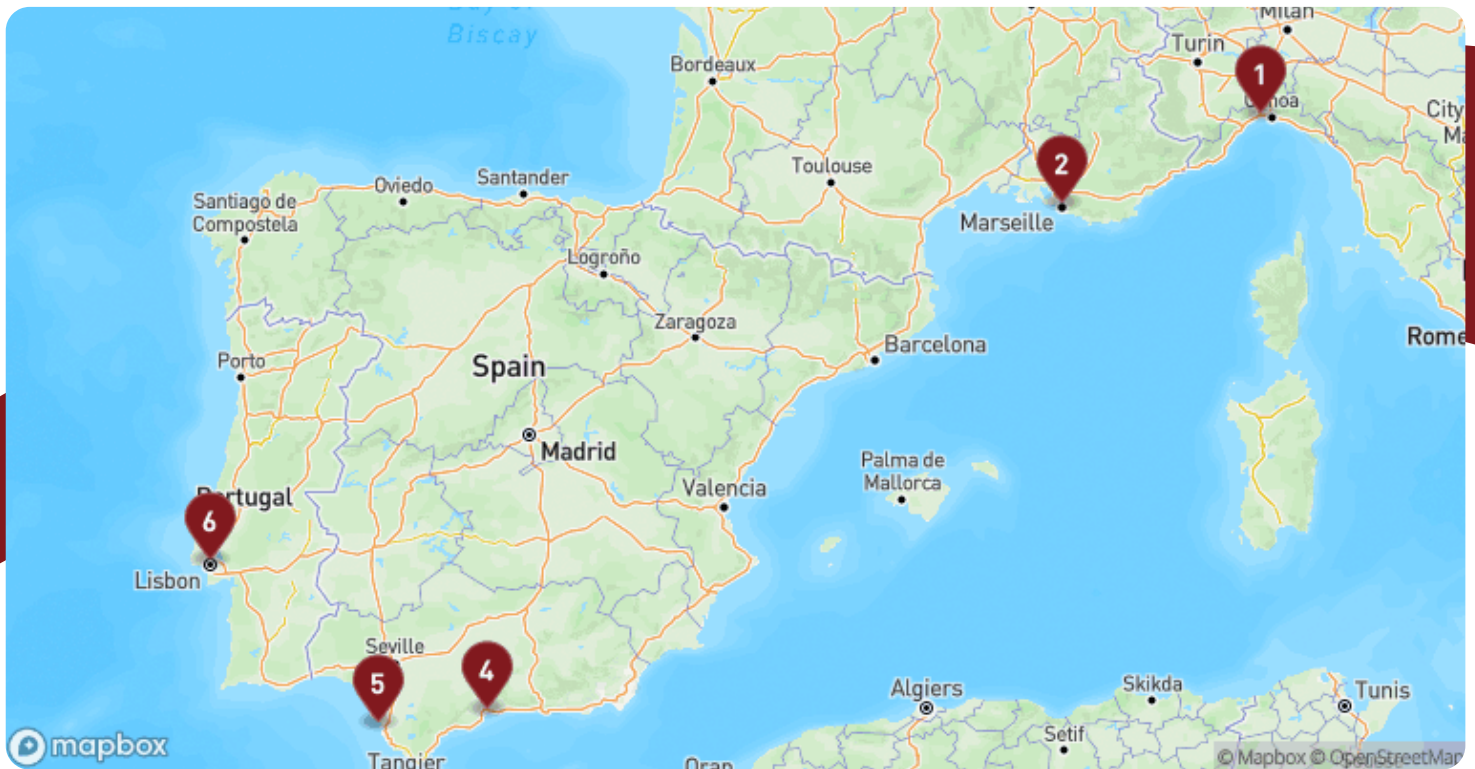 Bay of
Biscay
Milan
Turin
Bordeaux
1
City
2
Toulouse
Santander
Oviedo
Santiago de
Compostela
Marseille
Logroño
Zaragoza
Rome
Barcelona
Porto
Spain
Madrid
Palma de
Mallorca
Valencia
Portugal
6
Lisbon
Seville
4
5
Algiers
Skikda
Tunis
Setif
Tangier
Oran
mapbox
© Mapbox © OpenStreetMap